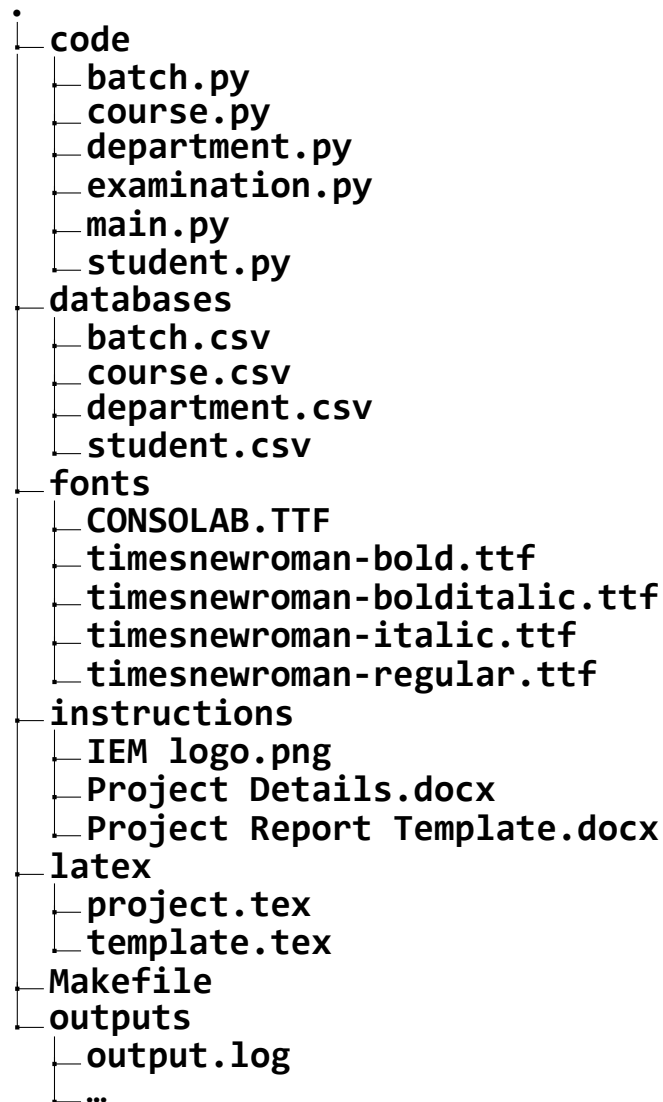 .
code
batch.py
course.py
department.py
examination.py
main.py
student.py
databases
batch.csv
course.csv
department.csv
student.csv
fonts
CONSOLAB.TTF
timesnewroman-bold.ttf
timesnewroman-bolditalic.ttf
timesnewroman-italic.ttf
timesnewroman-regular.ttf
instructions
IEM logo.png
Project Details.docx
Project Report Template.docx
latex
project.tex
template.tex
Makefile
outputs
output.log
…